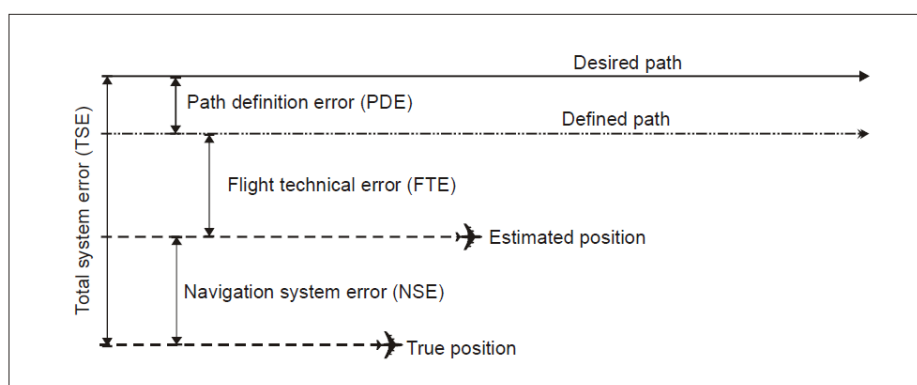 Desired path
Path definition error (PDE)
Defined path
Total system error (TSE)
Flight technical error (FTE)
Estimated position
Navigation system error (NSE)
True position